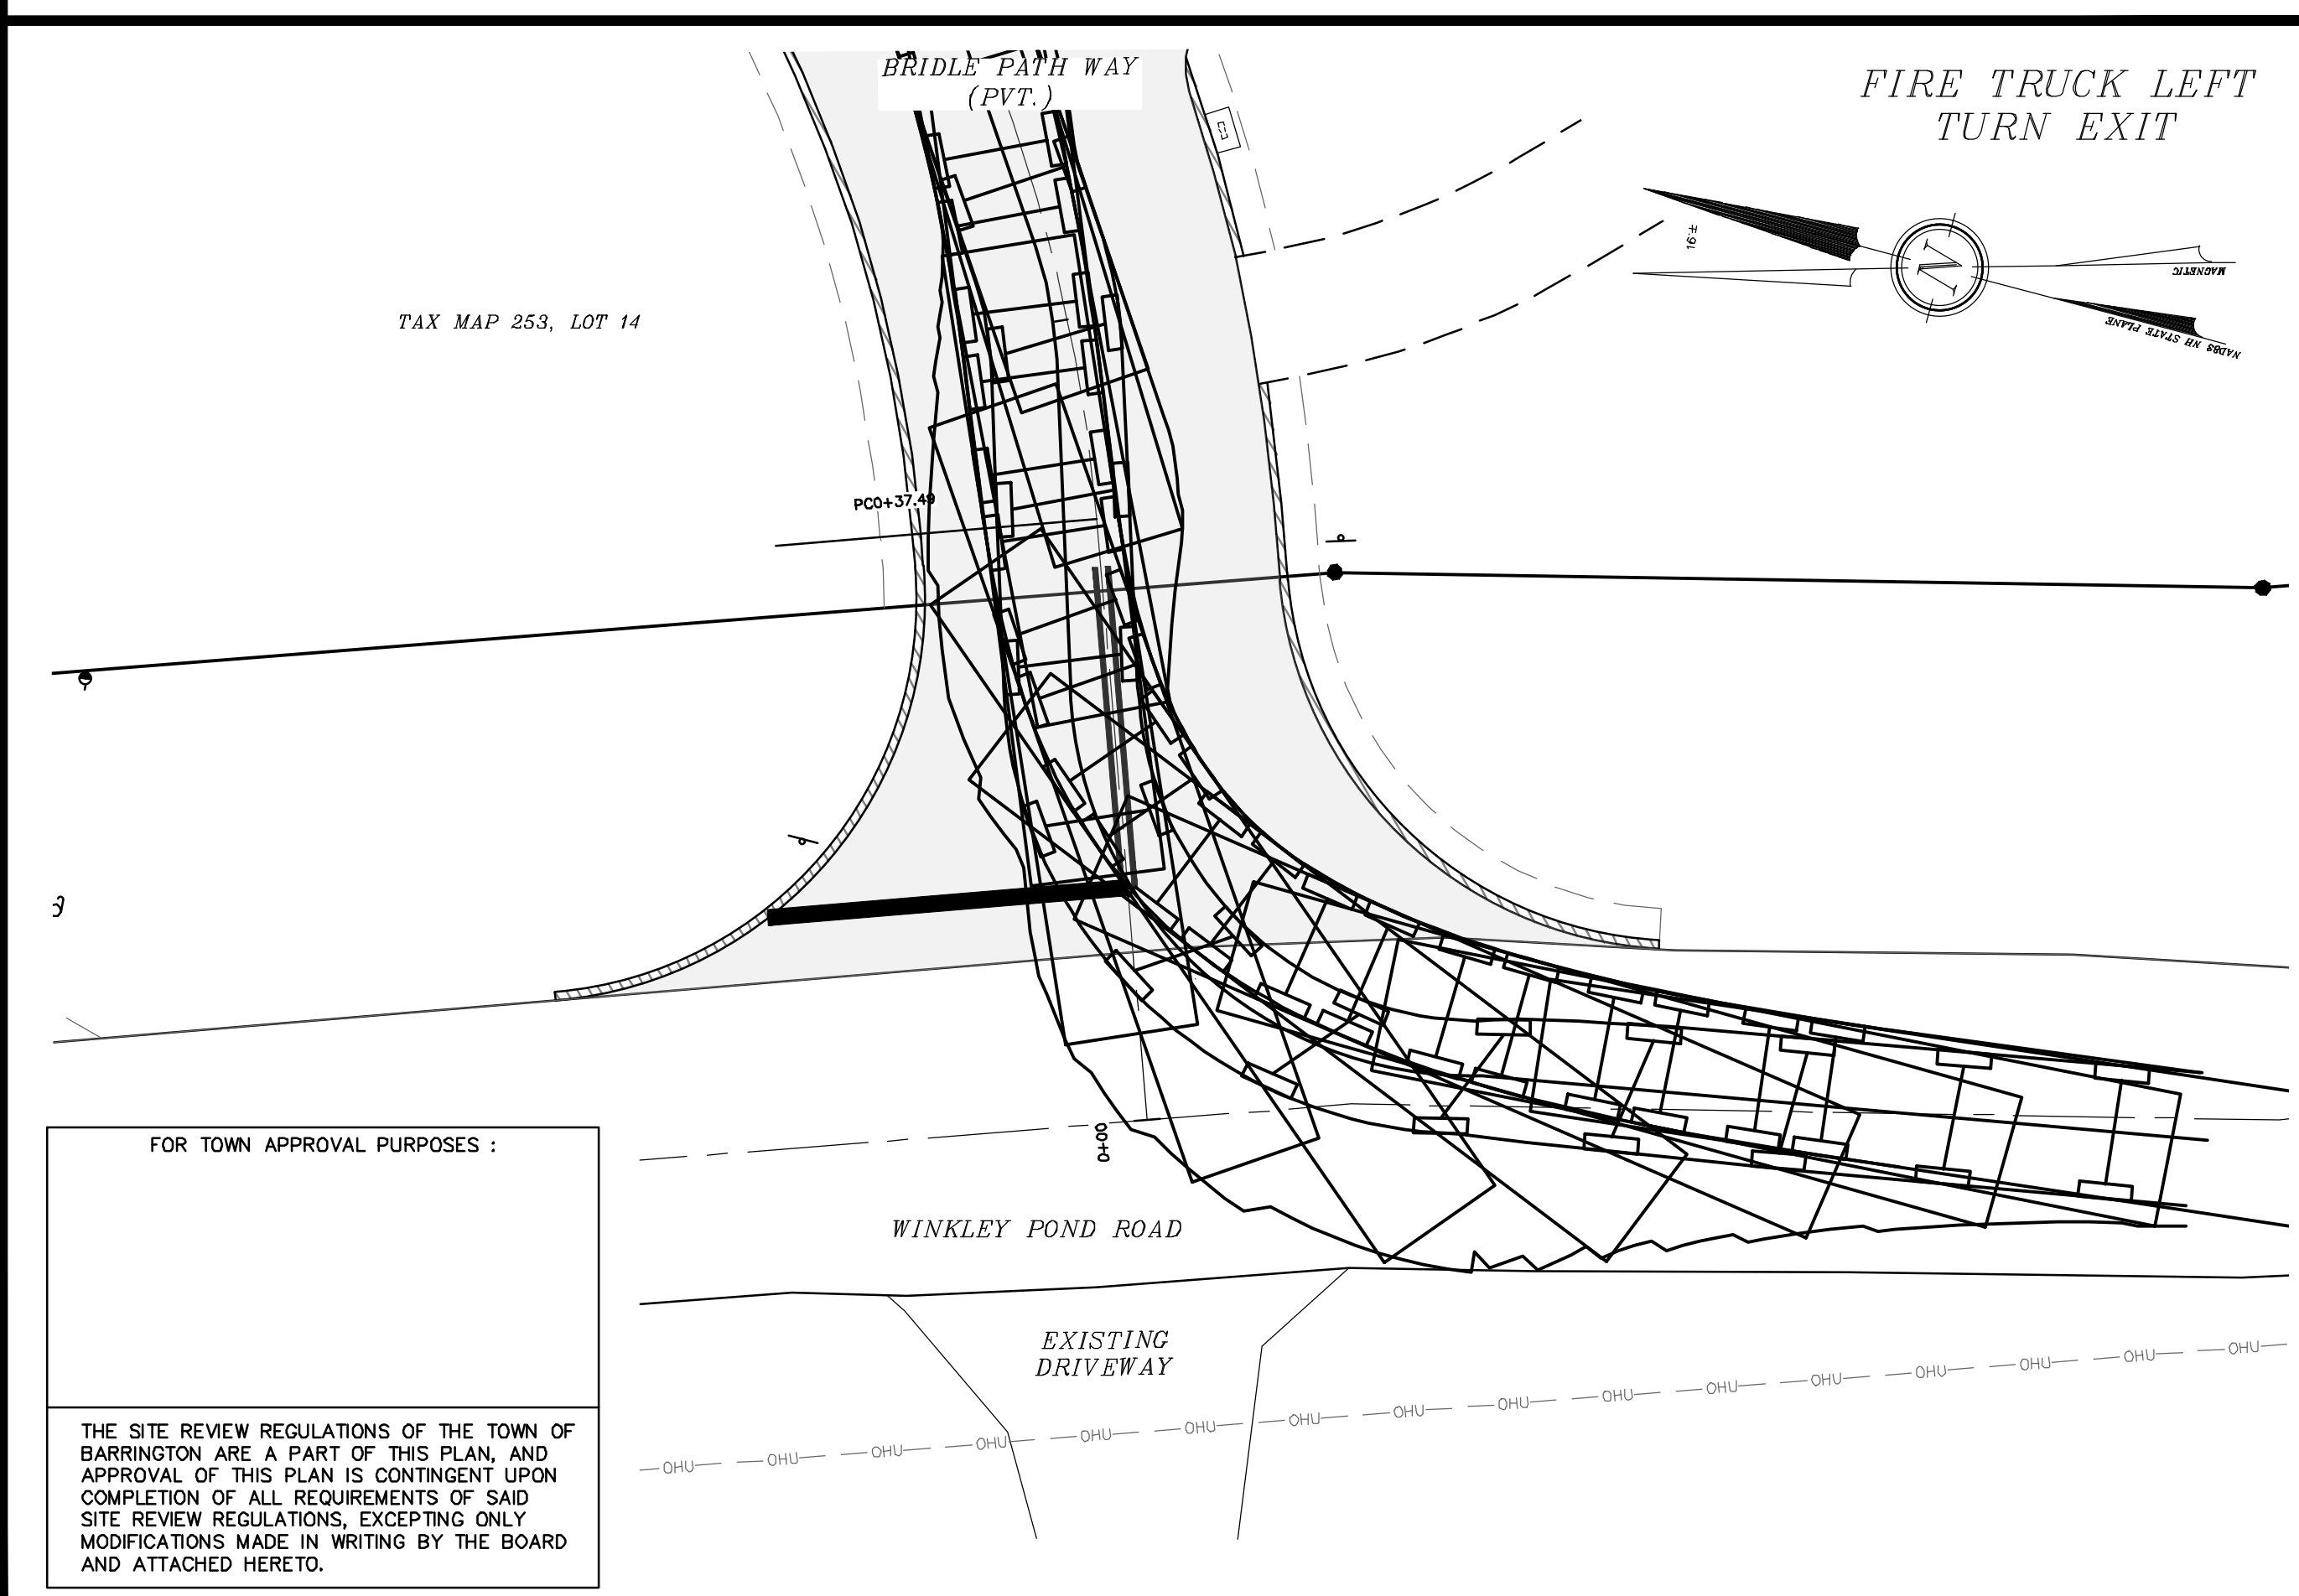 BRIDLE PATH WAY
(PVT.)
FIRE TRUCK LEFT
TURN EXIT
16'±
N
MAGNETIC
NAD83 NH STATE PLANE
TAX MAP 253, LOT 14
PC0+37.49
0+00
WINKLEY POND ROAD
EXISTING
DRIVEWAY
OHU OHU OHU OHU OHU OHU OHU OHU OHU OHU OHU OHU OHU OHU OHU OHU
FOR TOWN APPROVAL PURPOSES :
THE SITE REVIEW REGULATIONS OF THE TOWN OF
BARRINGTON ARE A PART OF THIS PLAN, AND
APPROVAL OF THIS PLAN IS CONTINGENT UPON
COMPLETION OF ALL REQUIREMENTS OF SAID
SITE REVIEW REGULATIONS, EXCEPTING ONLY
MODIFICATIONS MADE IN WRITING BY THE BOARD
AND ATTACHED HERETO.